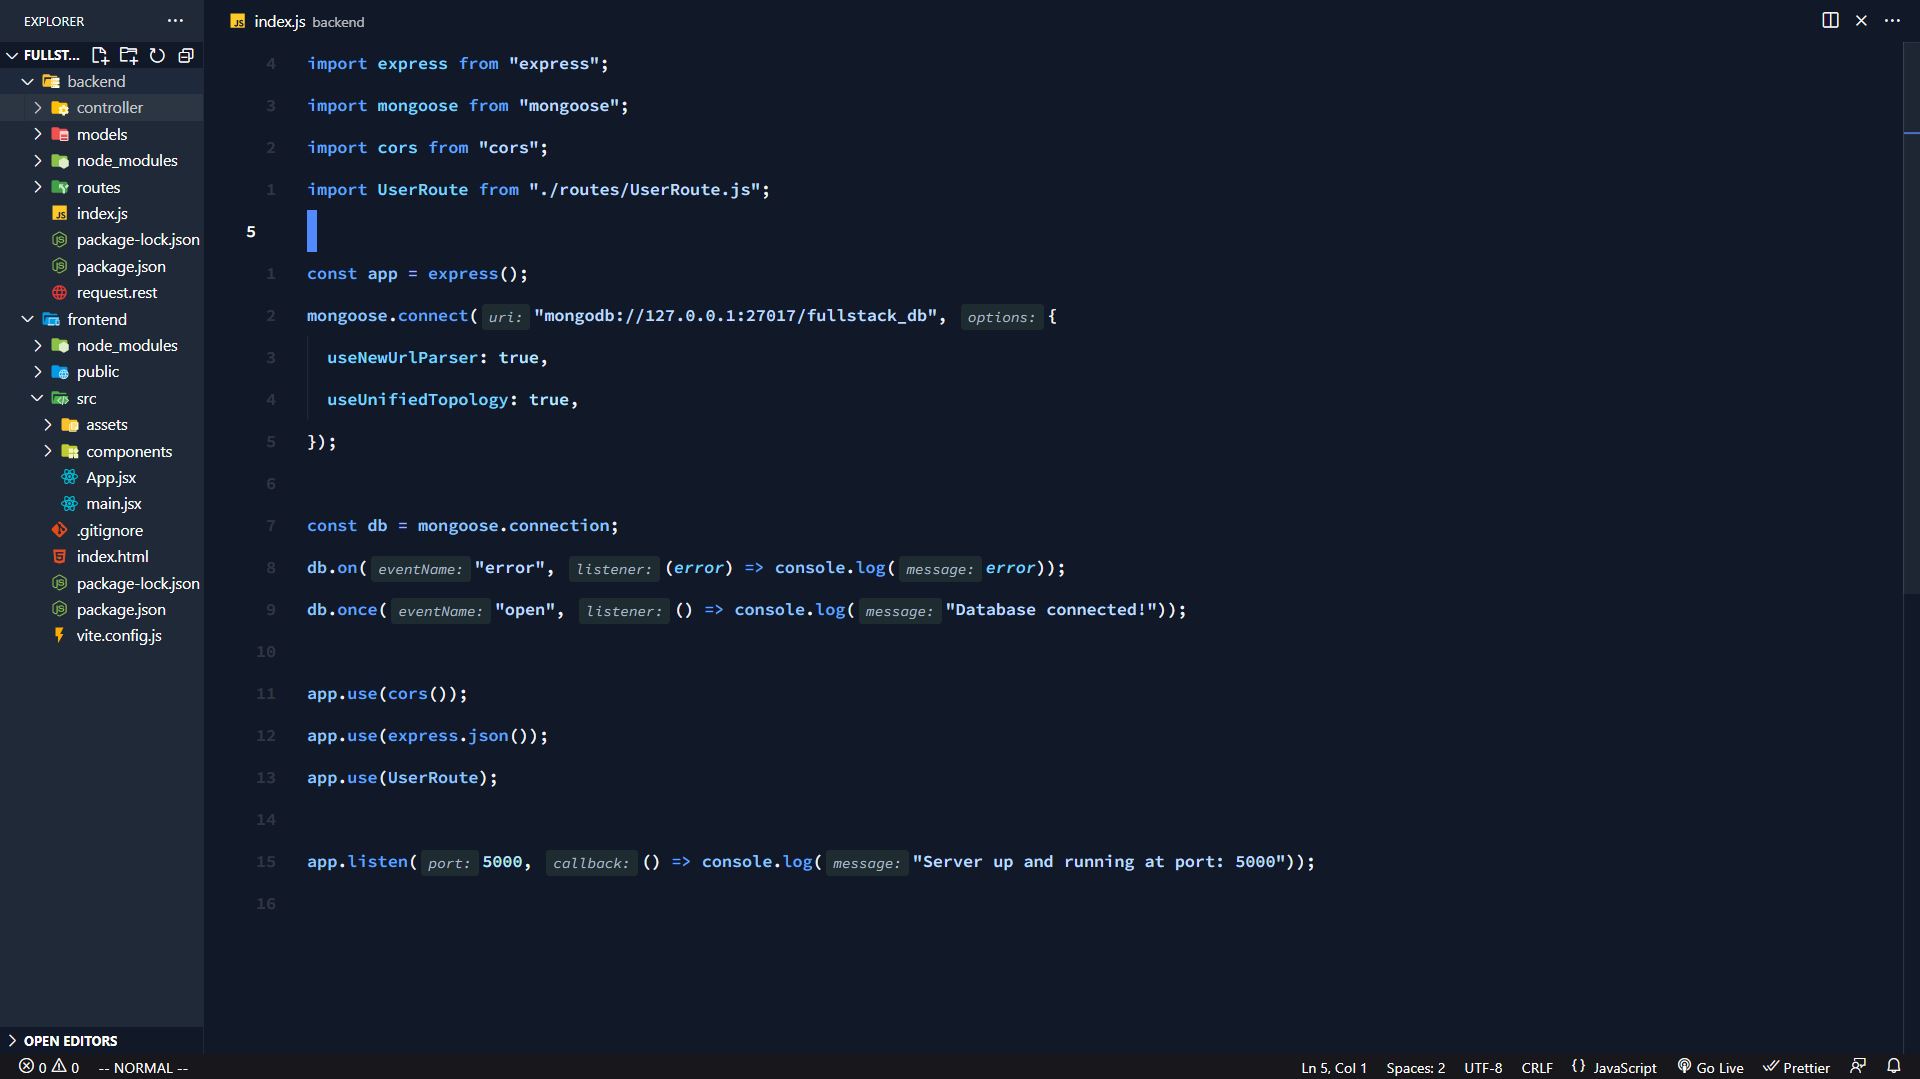 EXPLORER
FULLST...
backend
controller
models
node_modules
routes
index.js
package-lock.json
package.json
request.rest
frontend
node_modules
public
src
assets
components
App.jsx
main.jsx
.gitignore
index.html
package-lock.json
package.json
vite.config.js
OPEN EDITORS
JS index.js backend
4 import express from "express";
3 import mongoose from "mongoose";
2 import cors from "cors";
1 import UserRoute from "./routes/UserRoute.js";
5
1 const app = express();
2 mongoose.connect( uri: "mongodb://127.0.0.1:27017/fullstack_db", options: {
3 useNewUrlParser: true,
4 useUnifiedTopology: true,
5 });
6
7 const db = mongoose.connection;
8 db.on( eventName: "error", listener: (error) => console.log( message: error));
9 db.once( eventName: "open", listener: () => console.log( message: "Database connected!"));
10
11 app.use(cors());
12 app.use(express.json());
13 app.use(UserRoute);
14
15 app.listen( port: 5000, callback: () => console.log( message: "Server up and running at port: 5000"));
16
0 0 -- NORMAL -- Ln 5, Col 1 Spaces: 2 UTF-8 CRLF {} JavaScript Go Live Prettier